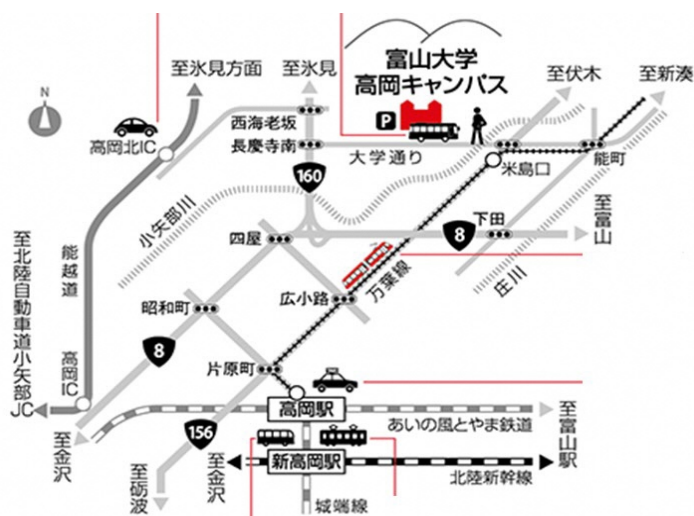 富山大学
高岡キャンパス
至氷見方面
至氷見
至伏木
至新湊
N
P
西海老坂
高岡北IC
長慶寺南
大学通り
米島口
能町
160
小矢部川
至富山
四屋
8
下田
庄川
至北陸自動車道小矢部JC
能越道
万葉線
昭和町
広小路
8
片原町
高岡IC
高岡駅
あいの風とやま鉄道
至富山駅
156
至金沢
至砺波
至金沢
新高岡駅
北陸新幹線
城端線